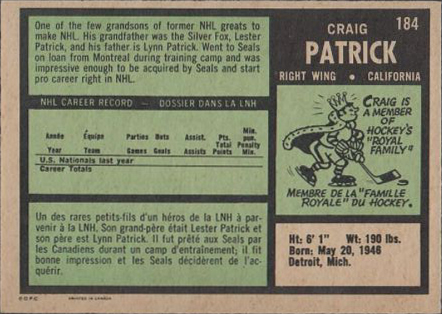 One of the few grandsons of former NHL greats to
make NHL. His grandfather was the Silver Fox, Lester
Patrick, and his father is Lynn Patrick. Went to Seals
on loan from Montreal during training camp and was
impressive enough to be acquired by Seals and start
pro career right in NHL.
184
CRAIG
PATRICK
RIGHT WING • CALIFORNIA
NHL CAREER RECORD — DOSSIER DANS LA LNH
Année Équipe Parties Buts Assist. Pts. Min. pun.
Year Team Games Goals Assists Total Points Penalty Min.
U.S. Nationals last year
Career Totals
CRAIG IS
A MEMBER
OF
HOCKEY'S
"ROYAL
FAMILY"
MEMBRE DE LA "FAMILLE
ROYALE" DU HOCKEY.
Un des rares petits-fils d'un héros de la LNH à par-
venir à la LNH. Son grand-père était Lester Patrick et
son père est Lynn Patrick. Il fut prêté aux Seals par
les Canadiens durant un camp d'entraînement; il fit
bonne impression et les Seals décidèrent de l'ac-
quérir.
Ht: 6' 1" Wt: 190 lbs.
Born: May 20, 1946
Detroit, Mich.
O.P.C. PRINTED IN CANADA